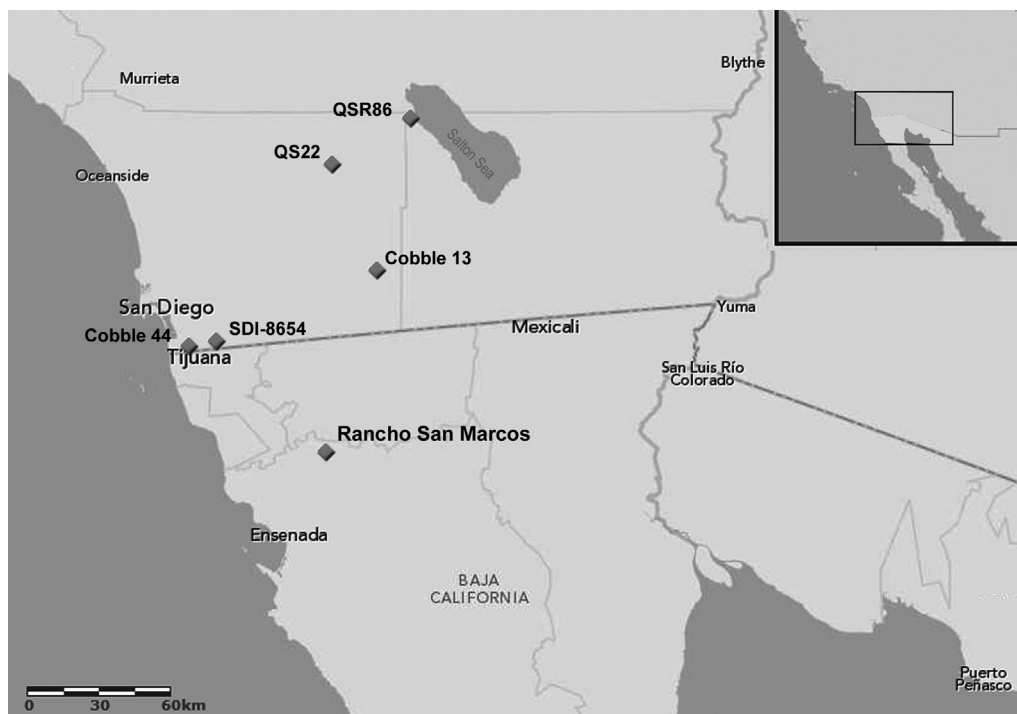 Murrieta
Blythe
QSR86
Salton Sea
QS22
Oceanside
Cobble 13
San Diego
SDI-8654
Cobble 44
Tijuana
Mexicali
Yuma
San Luis Río
Colorado
Rancho San Marcos
Ensenada
BAJA
CALIFORNIA
Puerto
Peñasco
0 30 60km